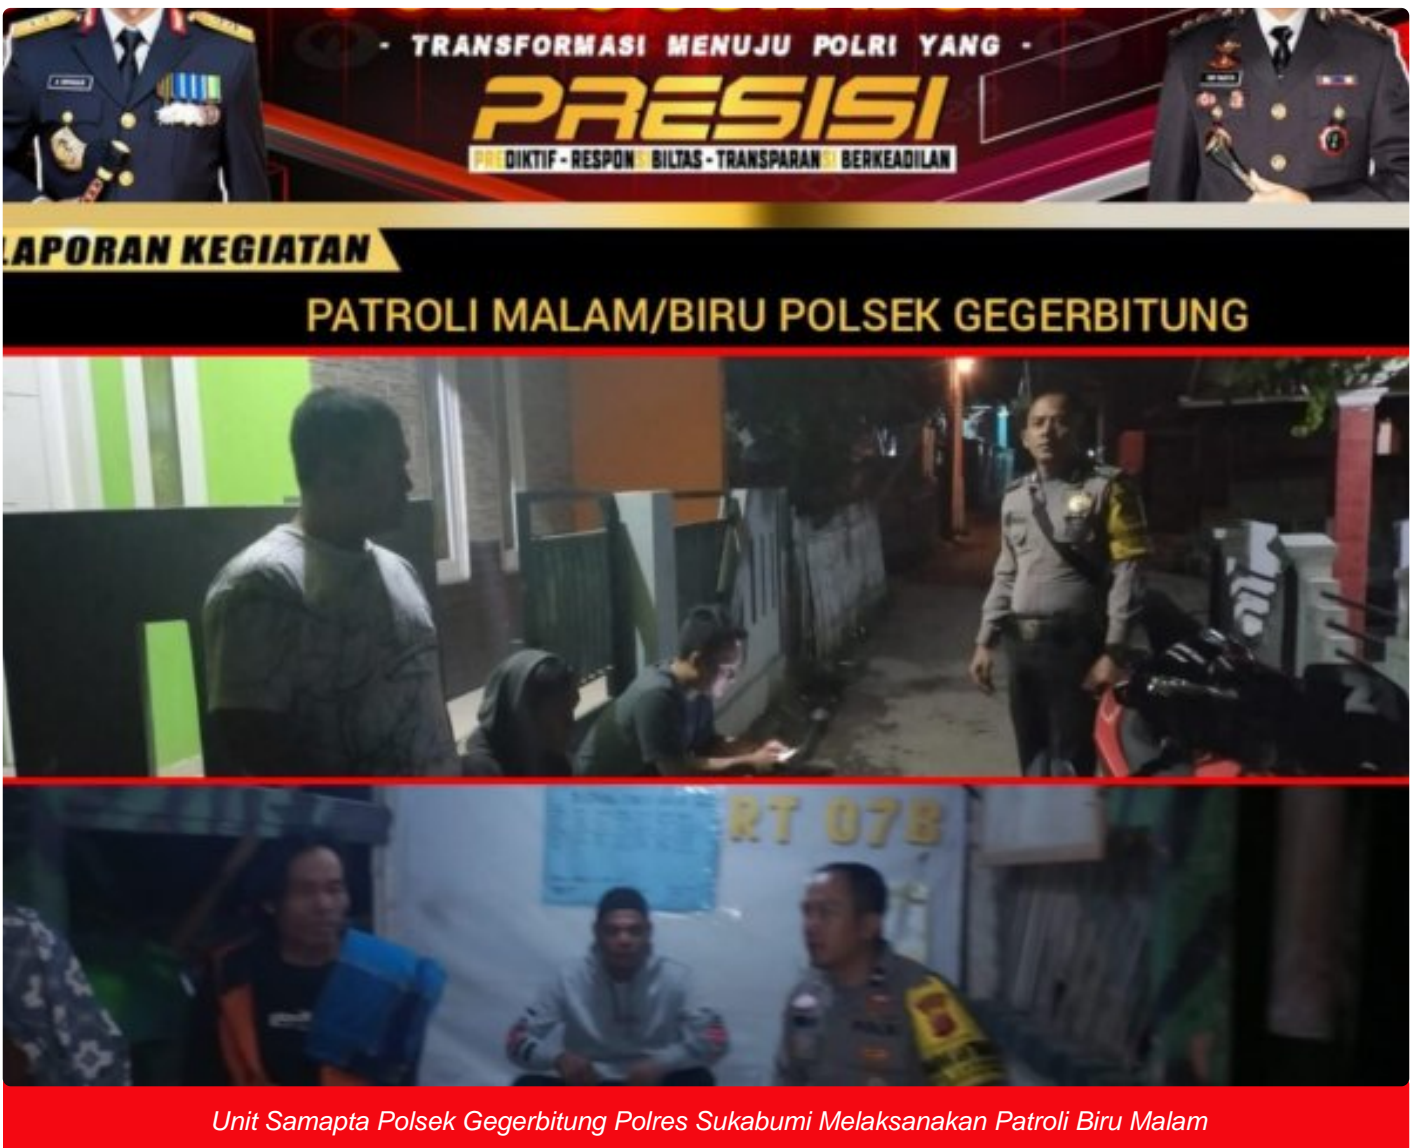 - TRANSFORMASI MENUJU POLRI YANG -
PRESISI
PREDIKTIF - RESPONSIBILTAS - TRANSPARANSI BERKEADILAN
LAPORAN KEGIATAN
PATROLI MALAM/BIRU POLSEK GEGERBITUNG
RT 07B
Unit Samapta Polsek Gegerbitung Polres Sukabumi Melaksanakan Patroli Biru Malam